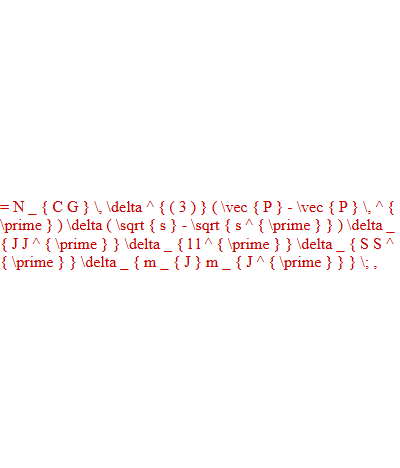 = N _ { C G } \, \delta ^ { ( 3 ) } ( \vec { P } - \vec { P } \, ^ {
\prime } ) \delta ( \sqrt { s } - \sqrt { s ^ { \prime } } ) \delta _
{ J J ^ { \prime } } \delta _ { 1 1 ^ { \prime } } \delta _ { S S ^
{ \prime } } \delta _ { m _ { J } m _ { J ^ { \prime } } } \; ,